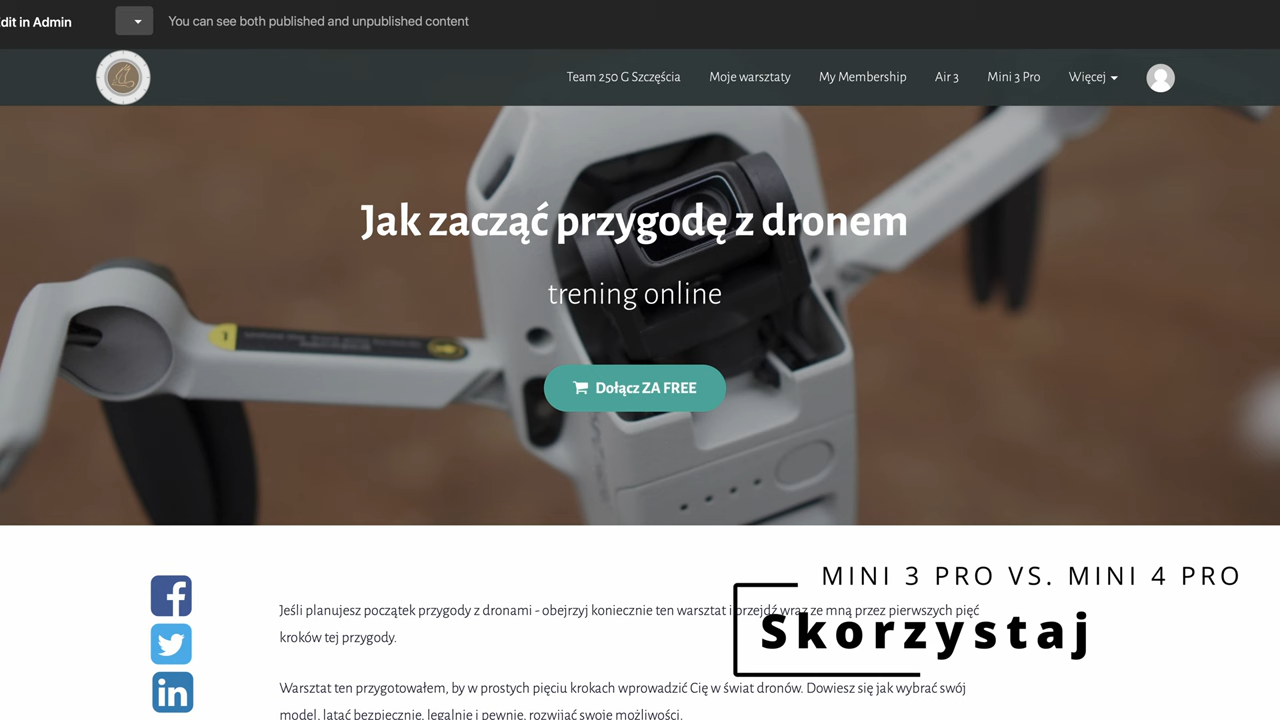 dit in Admin
You can see both published and unpublished content
Team 250 G Szczęścia
Moje warsztaty
My Membership
Air 3
Mini 3 Pro
Więcej
Jak zacząć przygodę z dronem
trening online
Dołącz ZA FREE
MINI 3 PRO VS. MINI 4 PRO
Skorzystaj
Jeśli planujesz początek przygody z dronami - obejrzyj koniecznie ten warsztat i przejdź wraz ze mną przez pierwszych pięć
kroków tej przygody.
Warsztat ten przygotowałem, by w prostych pięciu krokach wprowadzić Cię w świat dronów. Dowiesz się jak wybrać swój
model, latać bezpiecznie, legalnie i pewnie, rozwijać swoje możliwości.